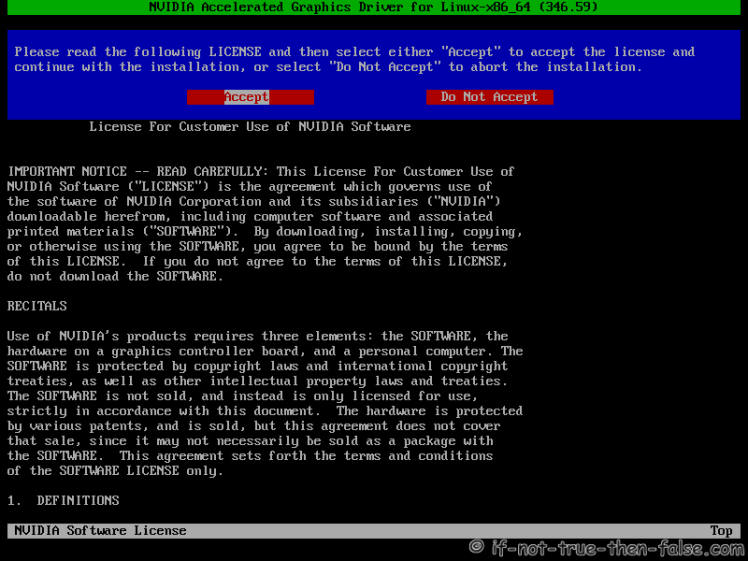 NVIDIA Accelerated Graphics Driver for Linux-x86_64 (346.59)
Please read the following LICENSE and then select either "Accept" to accept the license and
continue with the installation, or select "Do Not Accept" to abort the installation.
Accept Do Not Accept
License For Customer Use of NVIDIA Software
IMPORTANT NOTICE -- READ CAREFULLY: This License For Customer Use of
NVIDIA Software ("LICENSE") is the agreement which governs use of
the software of NVIDIA Corporation and its subsidiaries ("NVIDIA")
downloadable herefrom, including computer software and associated
printed materials ("SOFTWARE").  By downloading, installing, copying,
or otherwise using the SOFTWARE, you agree to be bound by the terms
of this LICENSE.  If you do not agree to the terms of this LICENSE,
do not download the SOFTWARE.
RECITALS
Use of NVIDIA's products requires three elements: the SOFTWARE, the
hardware on a graphics controller board, and a personal computer. The
SOFTWARE is protected by copyright laws and international copyright
treaties, as well as other intellectual property laws and treaties.
The SOFTWARE is not sold, and instead is only licensed for use,
strictly in accordance with this document.  The hardware is protected
by various patents, and is sold, but this agreement does not cover
that sale, since it may not necessarily be sold as a package with
the SOFTWARE.  This agreement sets forth the terms and conditions
of the SOFTWARE LICENSE only.
1.  DEFINITIONS
NVIDIA Software License Top
© if-not-true-then-false.com